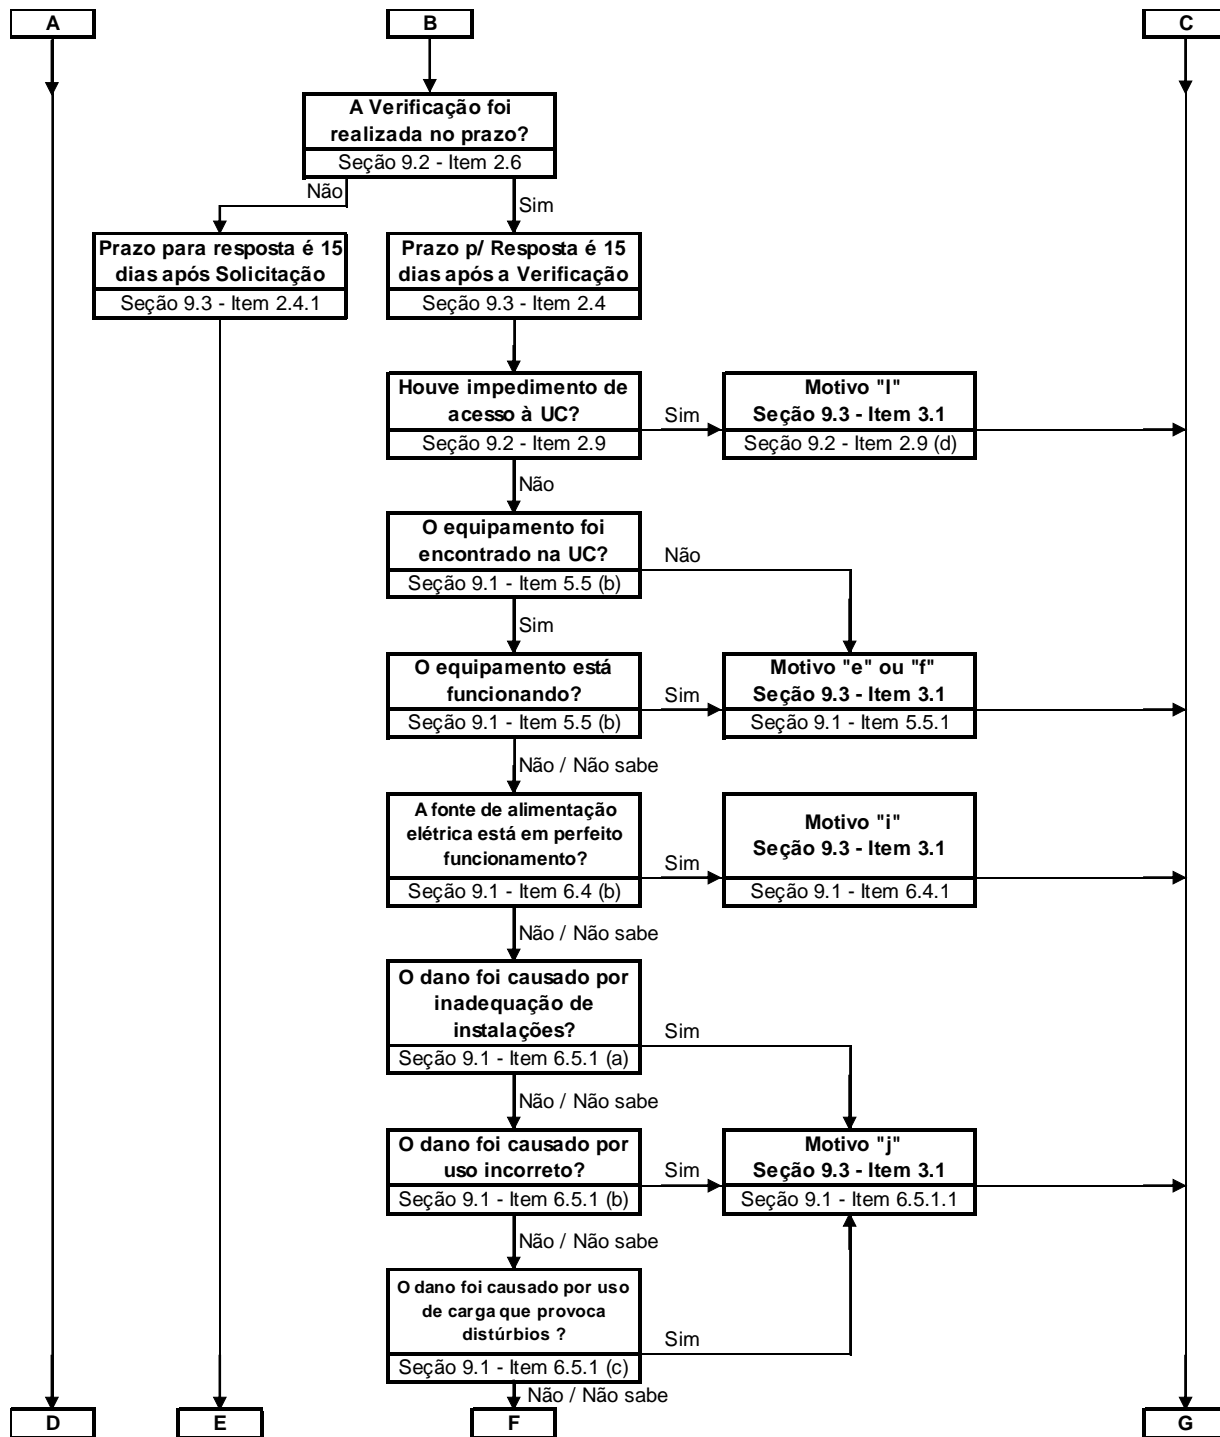 A
B
C
A Verificação foi
realizada no prazo?
Seção 9.2 - Item 2.6
Não
Sim
Prazo para resposta é 15
dias após Solicitação
Seção 9.3 - Item 2.4.1
Prazo p/ Resposta é 15
dias após a Verificação
Seção 9.3 - Item 2.4
Houve impedimento de
acesso à UC?
Seção 9.2 - Item 2.9
Sim
Motivo "l"
Seção 9.3 - Item 3.1
Seção 9.2 - Item 2.9 (d)
Não
O equipamento foi
encontrado na UC?
Seção 9.1 - Item 5.5 (b)
Não
Sim
O equipamento está
funcionando?
Seção 9.1 - Item 5.5 (b)
Sim
Motivo "e" ou "f"
Seção 9.3 - Item 3.1
Seção 9.1 - Item 5.5.1
Não / Não sabe
A fonte de alimentação
elétrica está em perfeito
funcionamento?
Seção 9.1 - Item 6.4 (b)
Sim
Motivo "i"
Seção 9.3 - Item 3.1
Seção 9.1 - Item 6.4.1
Não / Não sabe
O dano foi causado por
inadequação de
instalações?
Seção 9.1 - Item 6.5.1 (a)
Sim
Não / Não sabe
O dano foi causado por
uso incorreto?
Seção 9.1 - Item 6.5.1 (b)
Sim
Motivo "j"
Seção 9.3 - Item 3.1
Seção 9.1 - Item 6.5.1.1
Não / Não sabe
O dano foi causado por uso
de carga que provoca
distúrbios ?
Seção 9.1 - Item 6.5.1 (c)
Sim
Não / Não sabe
D
E
F
G